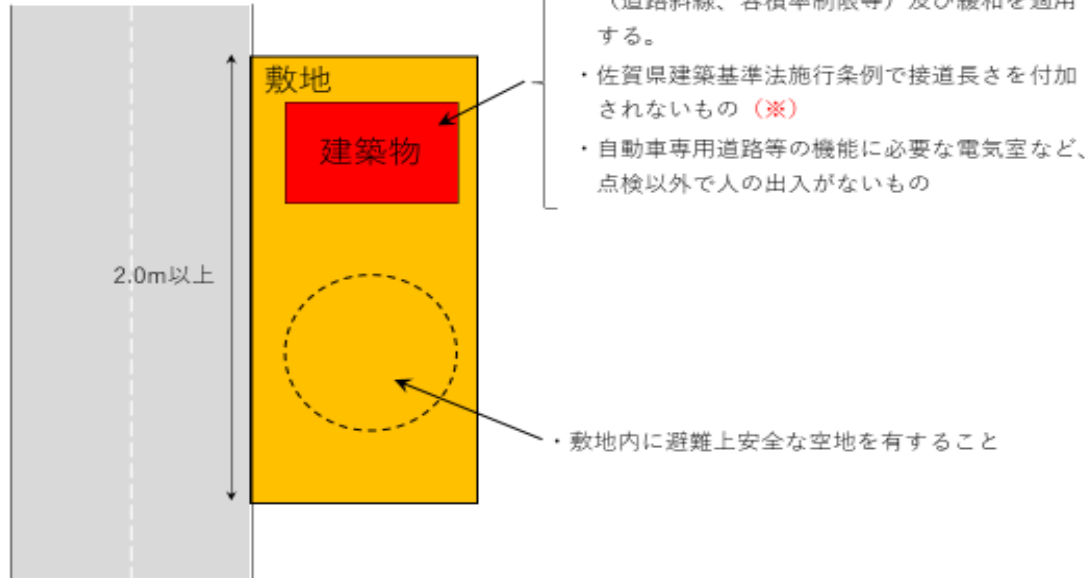 （道路斜線、容積率制限等）及び緩和を適用
する。
・佐賀県建築基準法施行条例で接道長さを付加
されないもの（※）
・自動車専用道路等の機能に必要な電気室など、
点検以外で人の出入がないもの
敷地
建築物
2.0m以上
・敷地内に避難上安全な空地を有すること